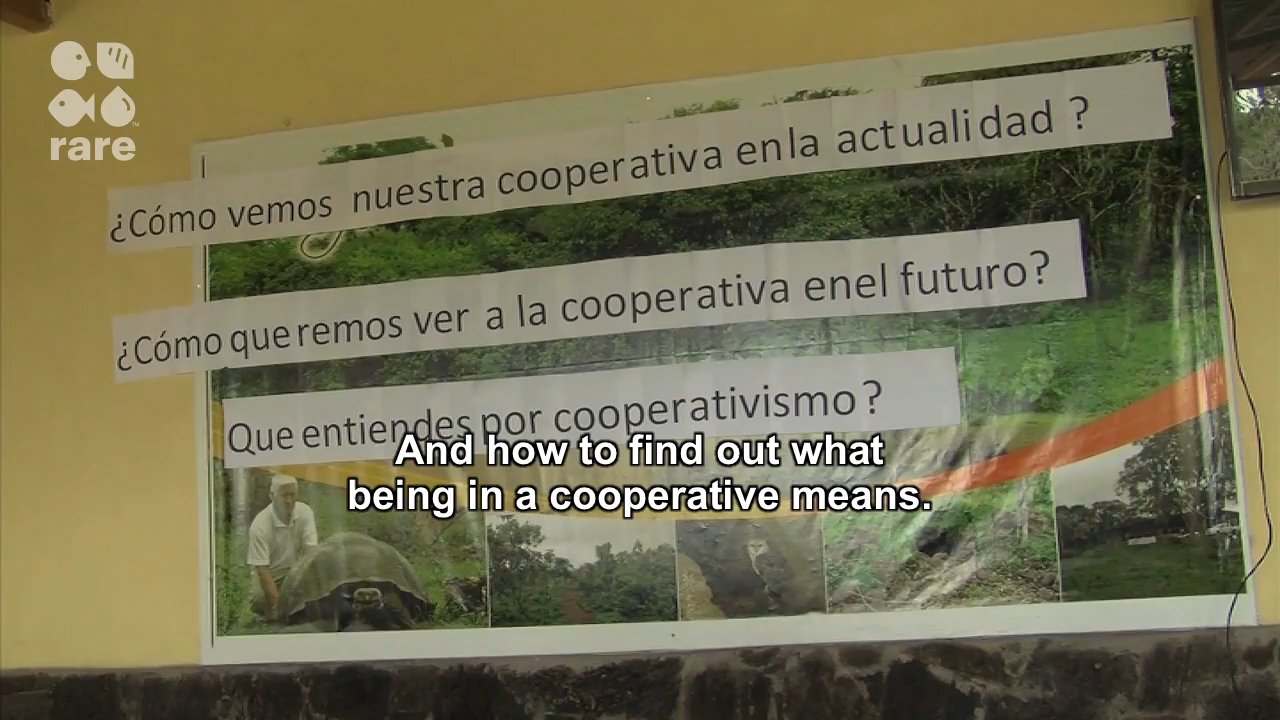 rare
¿Cómo vemos nuestra cooperativa enla actualidad ?
¿Cómo queremos ver a la cooperativa enel futuro?
Que entiendes por cooperativismo?
And how to find out what
being in a cooperative means.